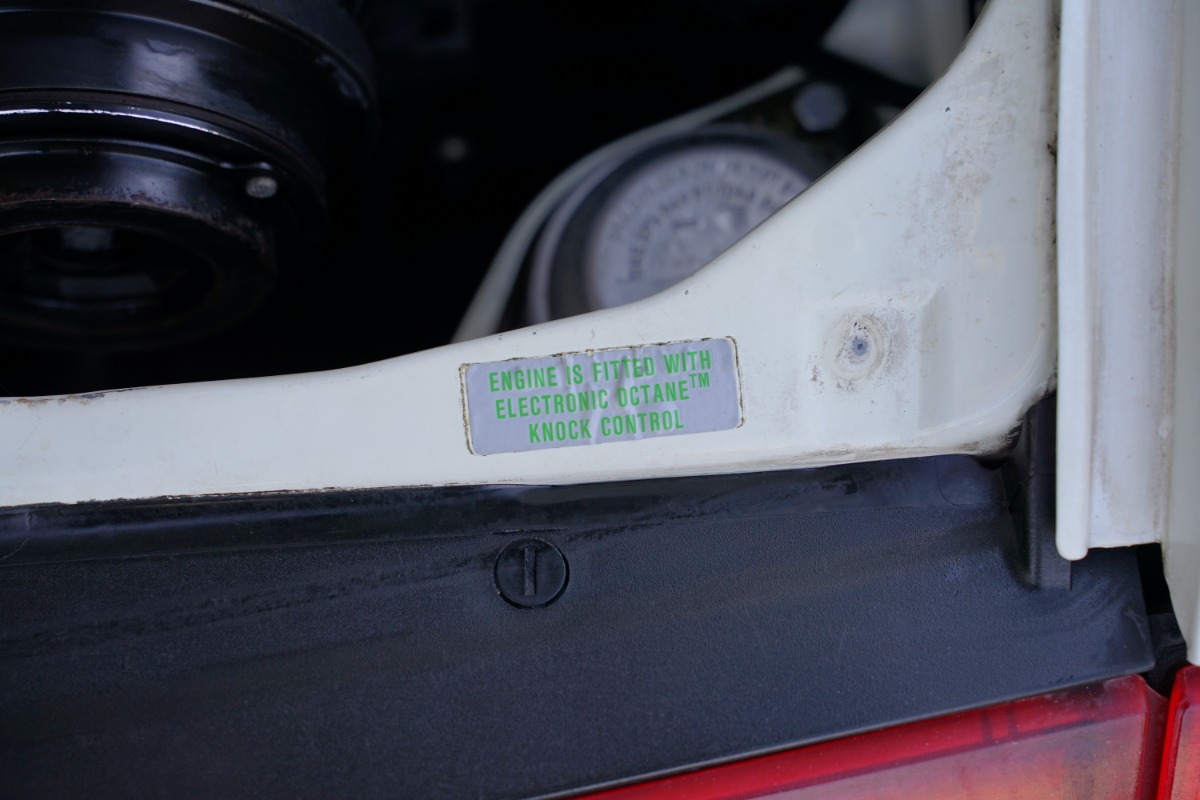 ENGINE IS FITTED WITH
ELECTRONIC OCTANE™
KNOCK CONTROL